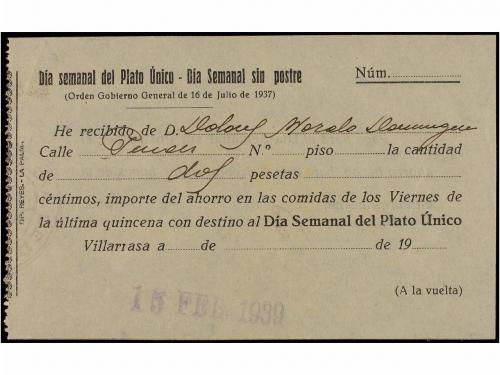 Día semanal del Plato Único - Día Semanal sin postre
Núm.
(Orden Gobierno General de 16 de Julio de 1937)
He recibido de D. Dolores Morales Dominguez
Calle N.º piso la cantidad
de dos pesetas
céntimos, importe del ahorro en las comidas de los Viernes de
la última quincena con destino al Día Semanal del Plato Único
Villarrasa a de de 19
(A la vuelta)
15 FEB. 1939
TIP. REYES.-LA PALMA